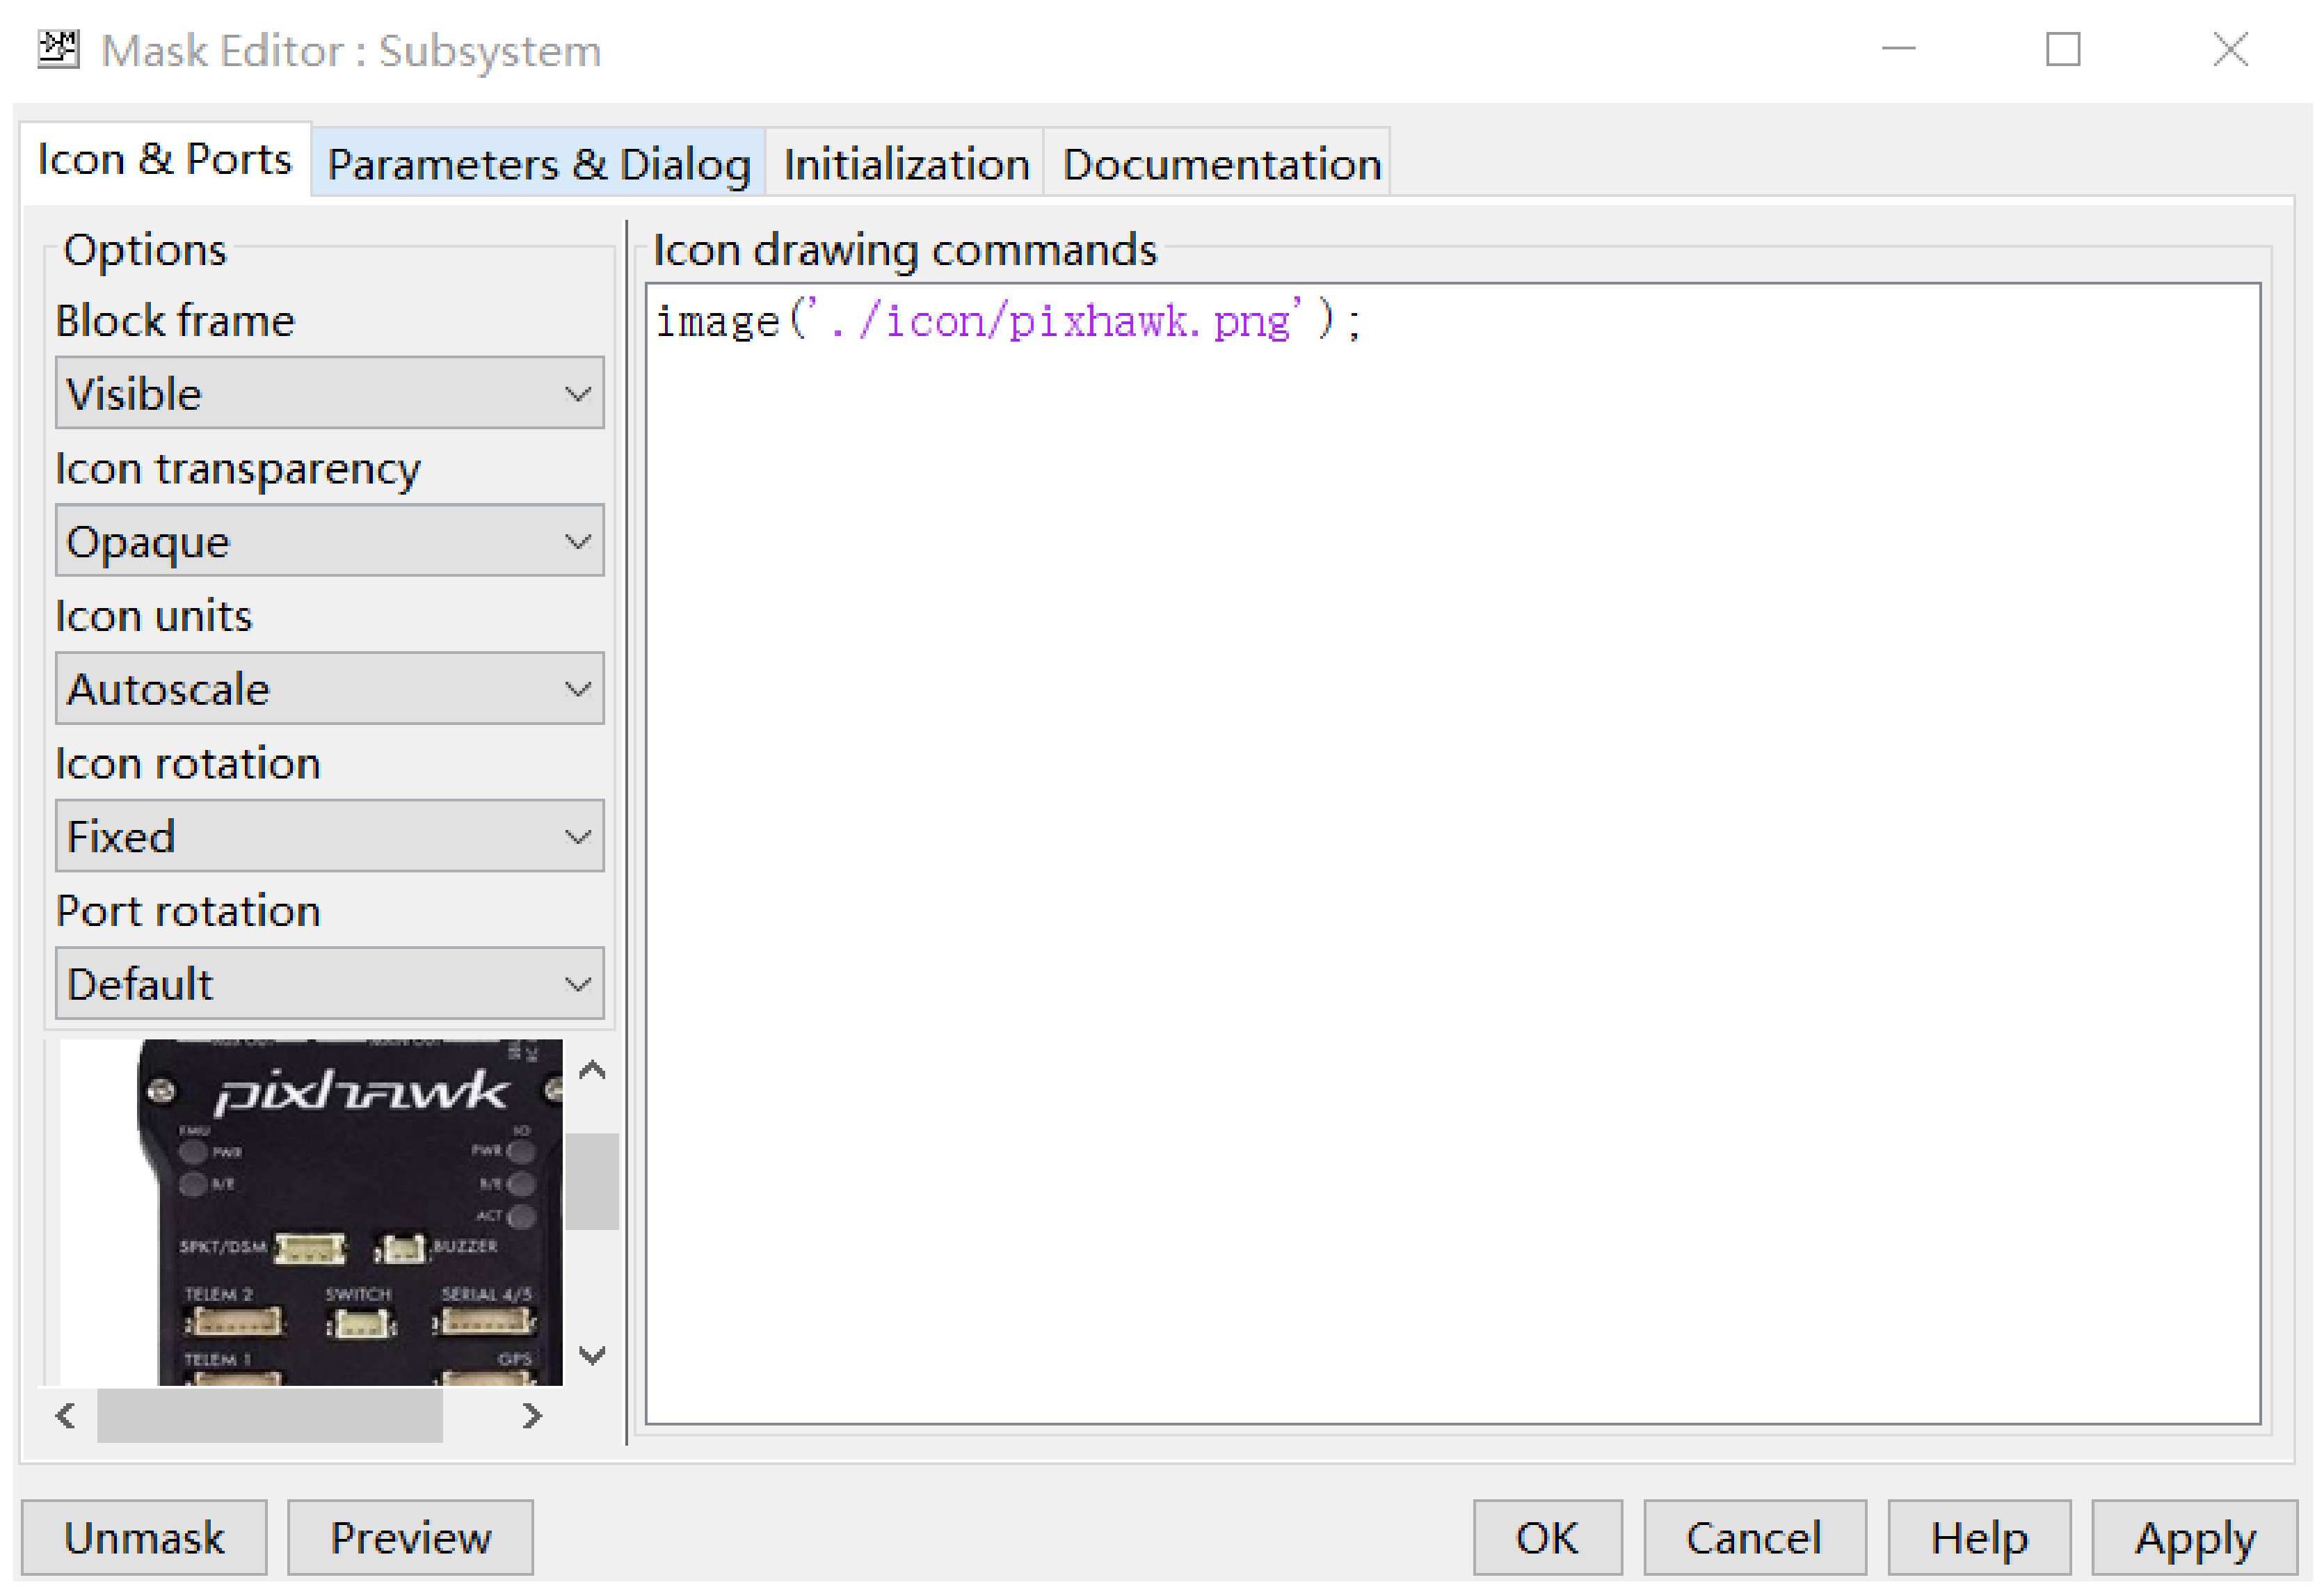 Mask Editor : Subsystem
Icon & Ports
Parameters & Dialog
Initialization
Documentation
Options
Block frame
Visible
Icon transparency
Opaque
Icon units
Autoscale
Icon rotation
Fixed
Port rotation
Default
pixhawk
EMU
IO
PWR
PWR
B/E
B/E
ACT
SPKT/DSM
BUZZER
TELEM 2
SWITCH
SERIAL 4/5
TELEM 1
GPS
Icon drawing commands
image('./icon/pixhawk.png');
Unmask
Preview
OK
Cancel
Help
Apply